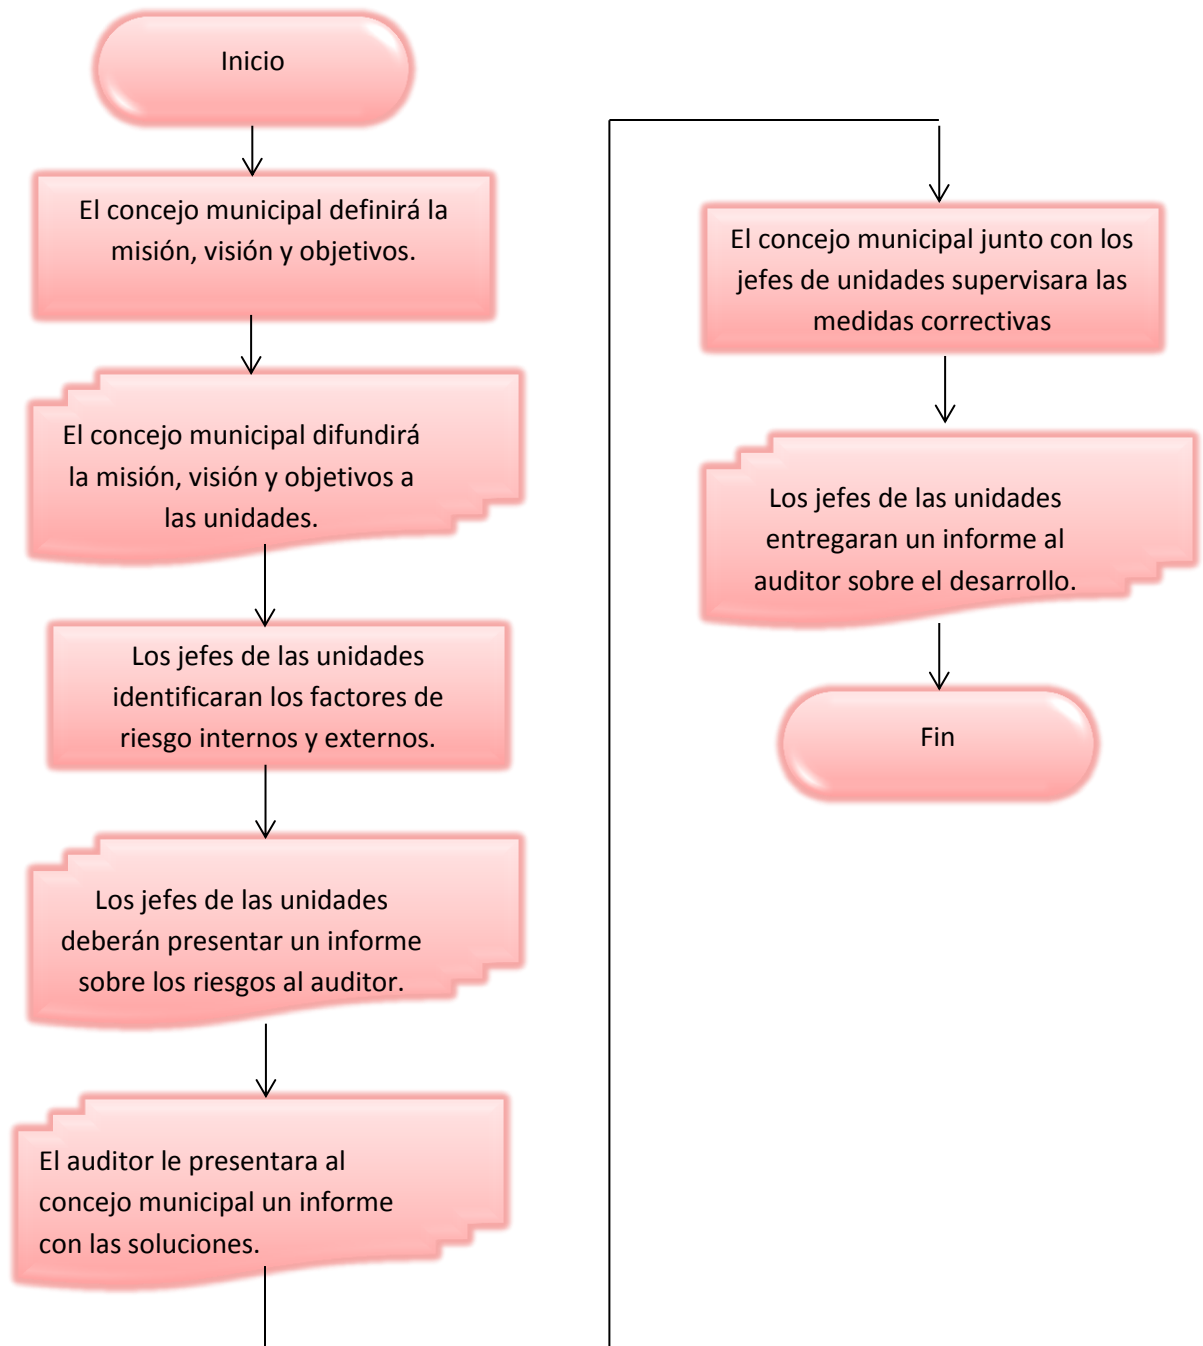 Inicio
El concejo municipal definirá la
misión, visión y objetivos.
El concejo municipal difundirá
la misión, visión y objetivos a
las unidades.
Los jefes de las unidades
identificaran los factores de
riesgo internos y externos.
Los jefes de las unidades
deberán presentar un informe
sobre los riesgos al auditor.
El auditor le presentara al
concejo municipal un informe
con las soluciones.
El concejo municipal junto con los
jefes de unidades supervisara las
medidas correctivas
Los jefes de las unidades
entregaran un informe al
auditor sobre el desarrollo.
Fin